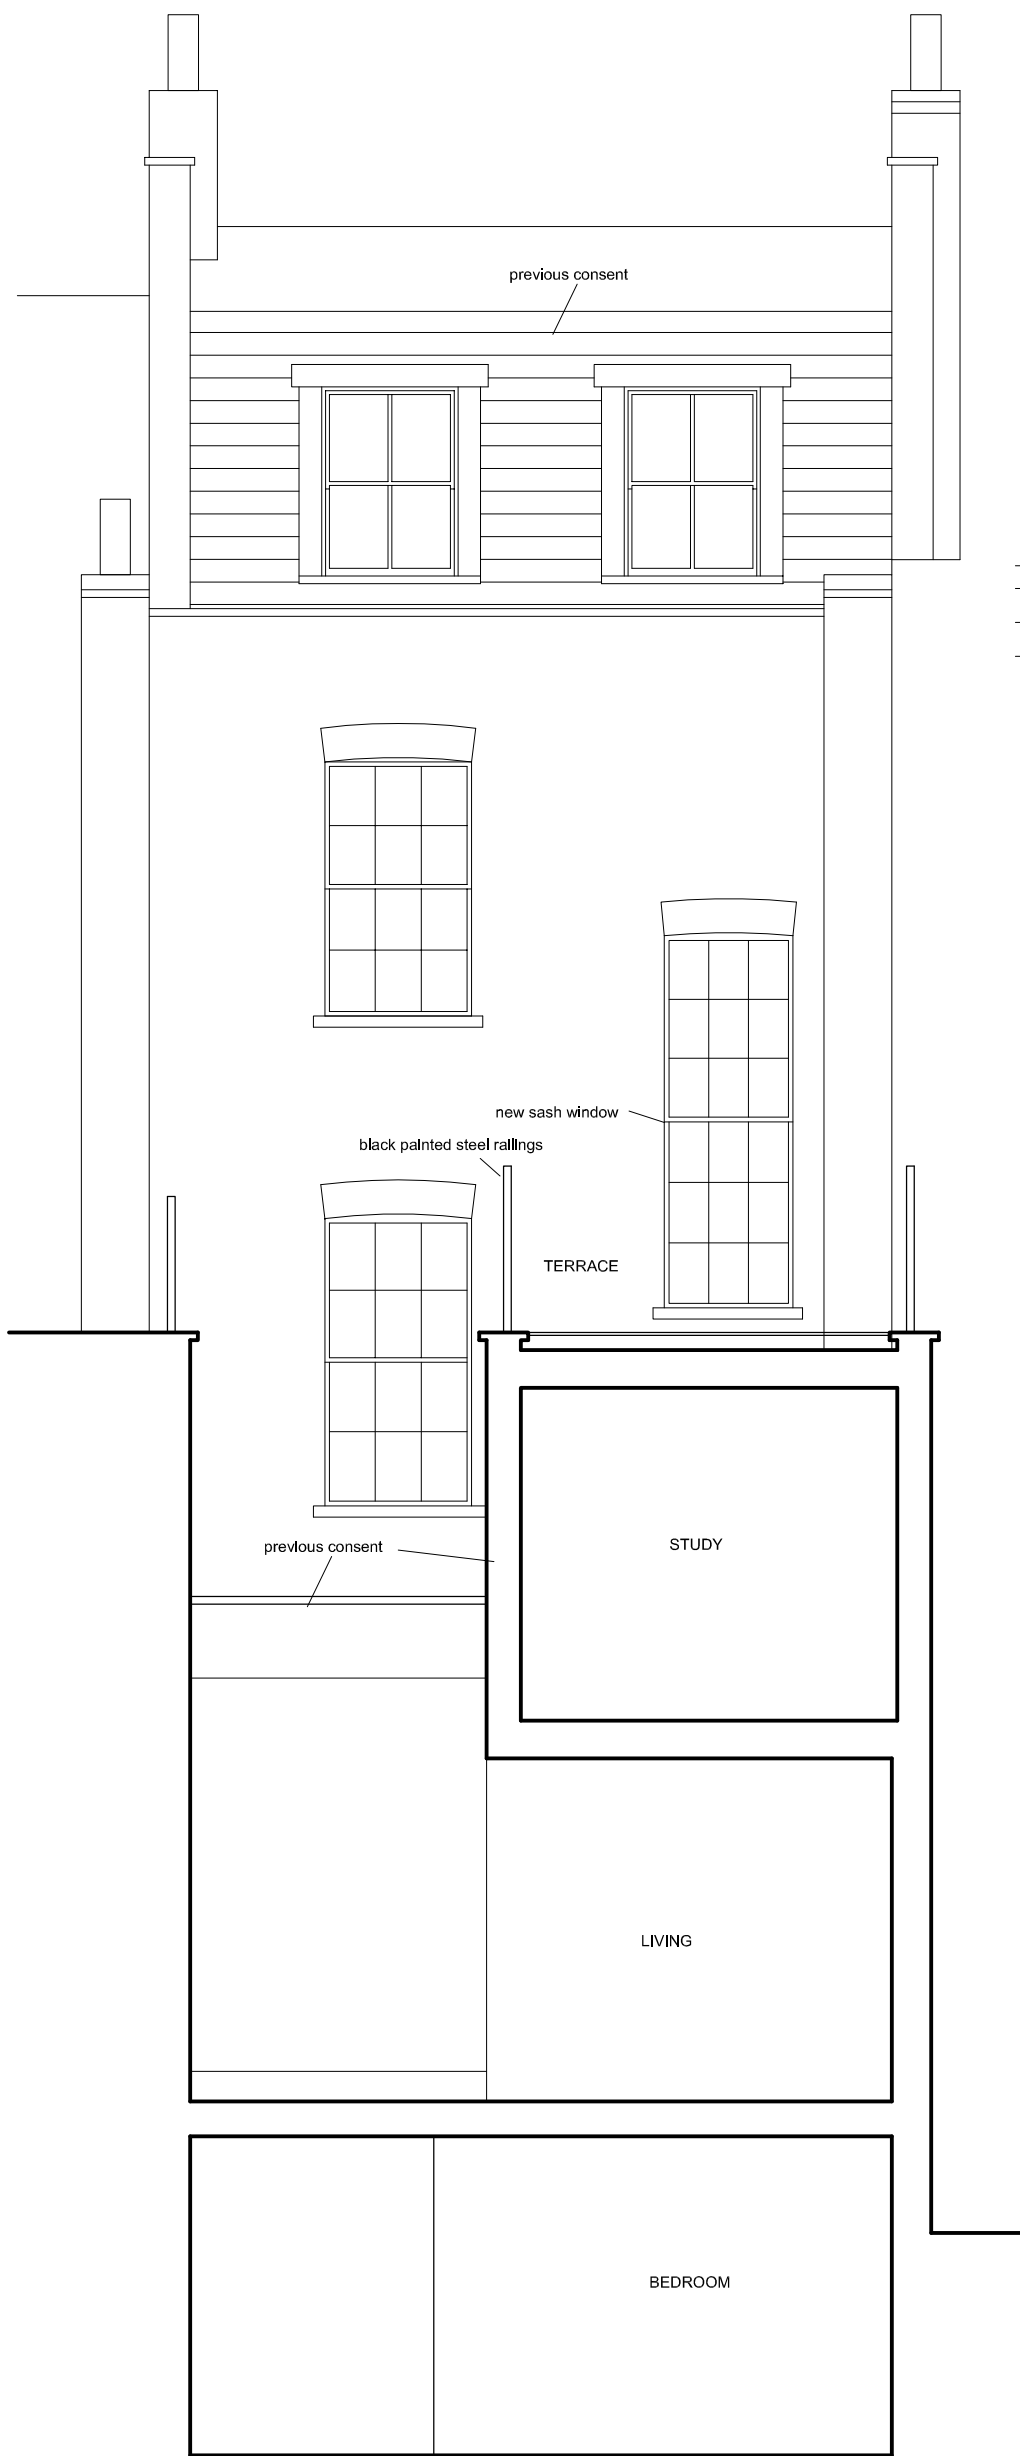 previous consent
new sash window
black painted steel railings
TERRACE
STUDY
previous consent
LIVING
BEDROOM